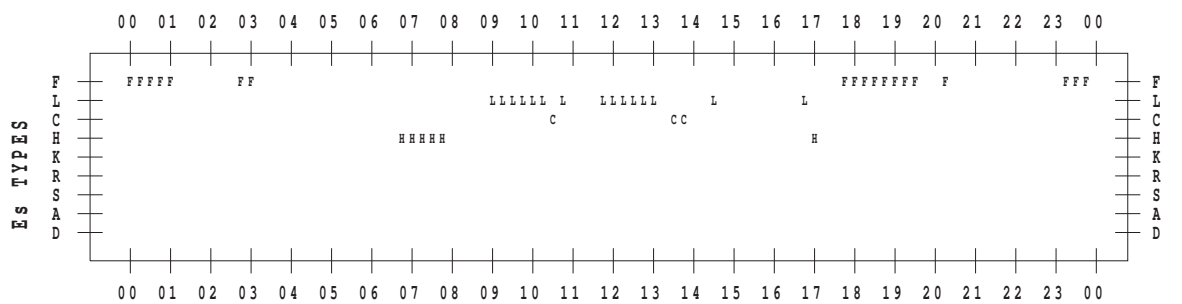 00 01 02 03 04 05 06 07 08 09 10 11 12 13 14 15 16 17 18 19 20 21 22 23 00
F FFFFF FF FFFFFFFF F FFF F
L LLLLLL L LLLLLL L L L
C C CC C
H HHHHH H H
K K
R R
S S
A A
D D
Es TYPES
00 01 02 03 04 05 06 07 08 09 10 11 12 13 14 15 16 17 18 19 20 21 22 23 00